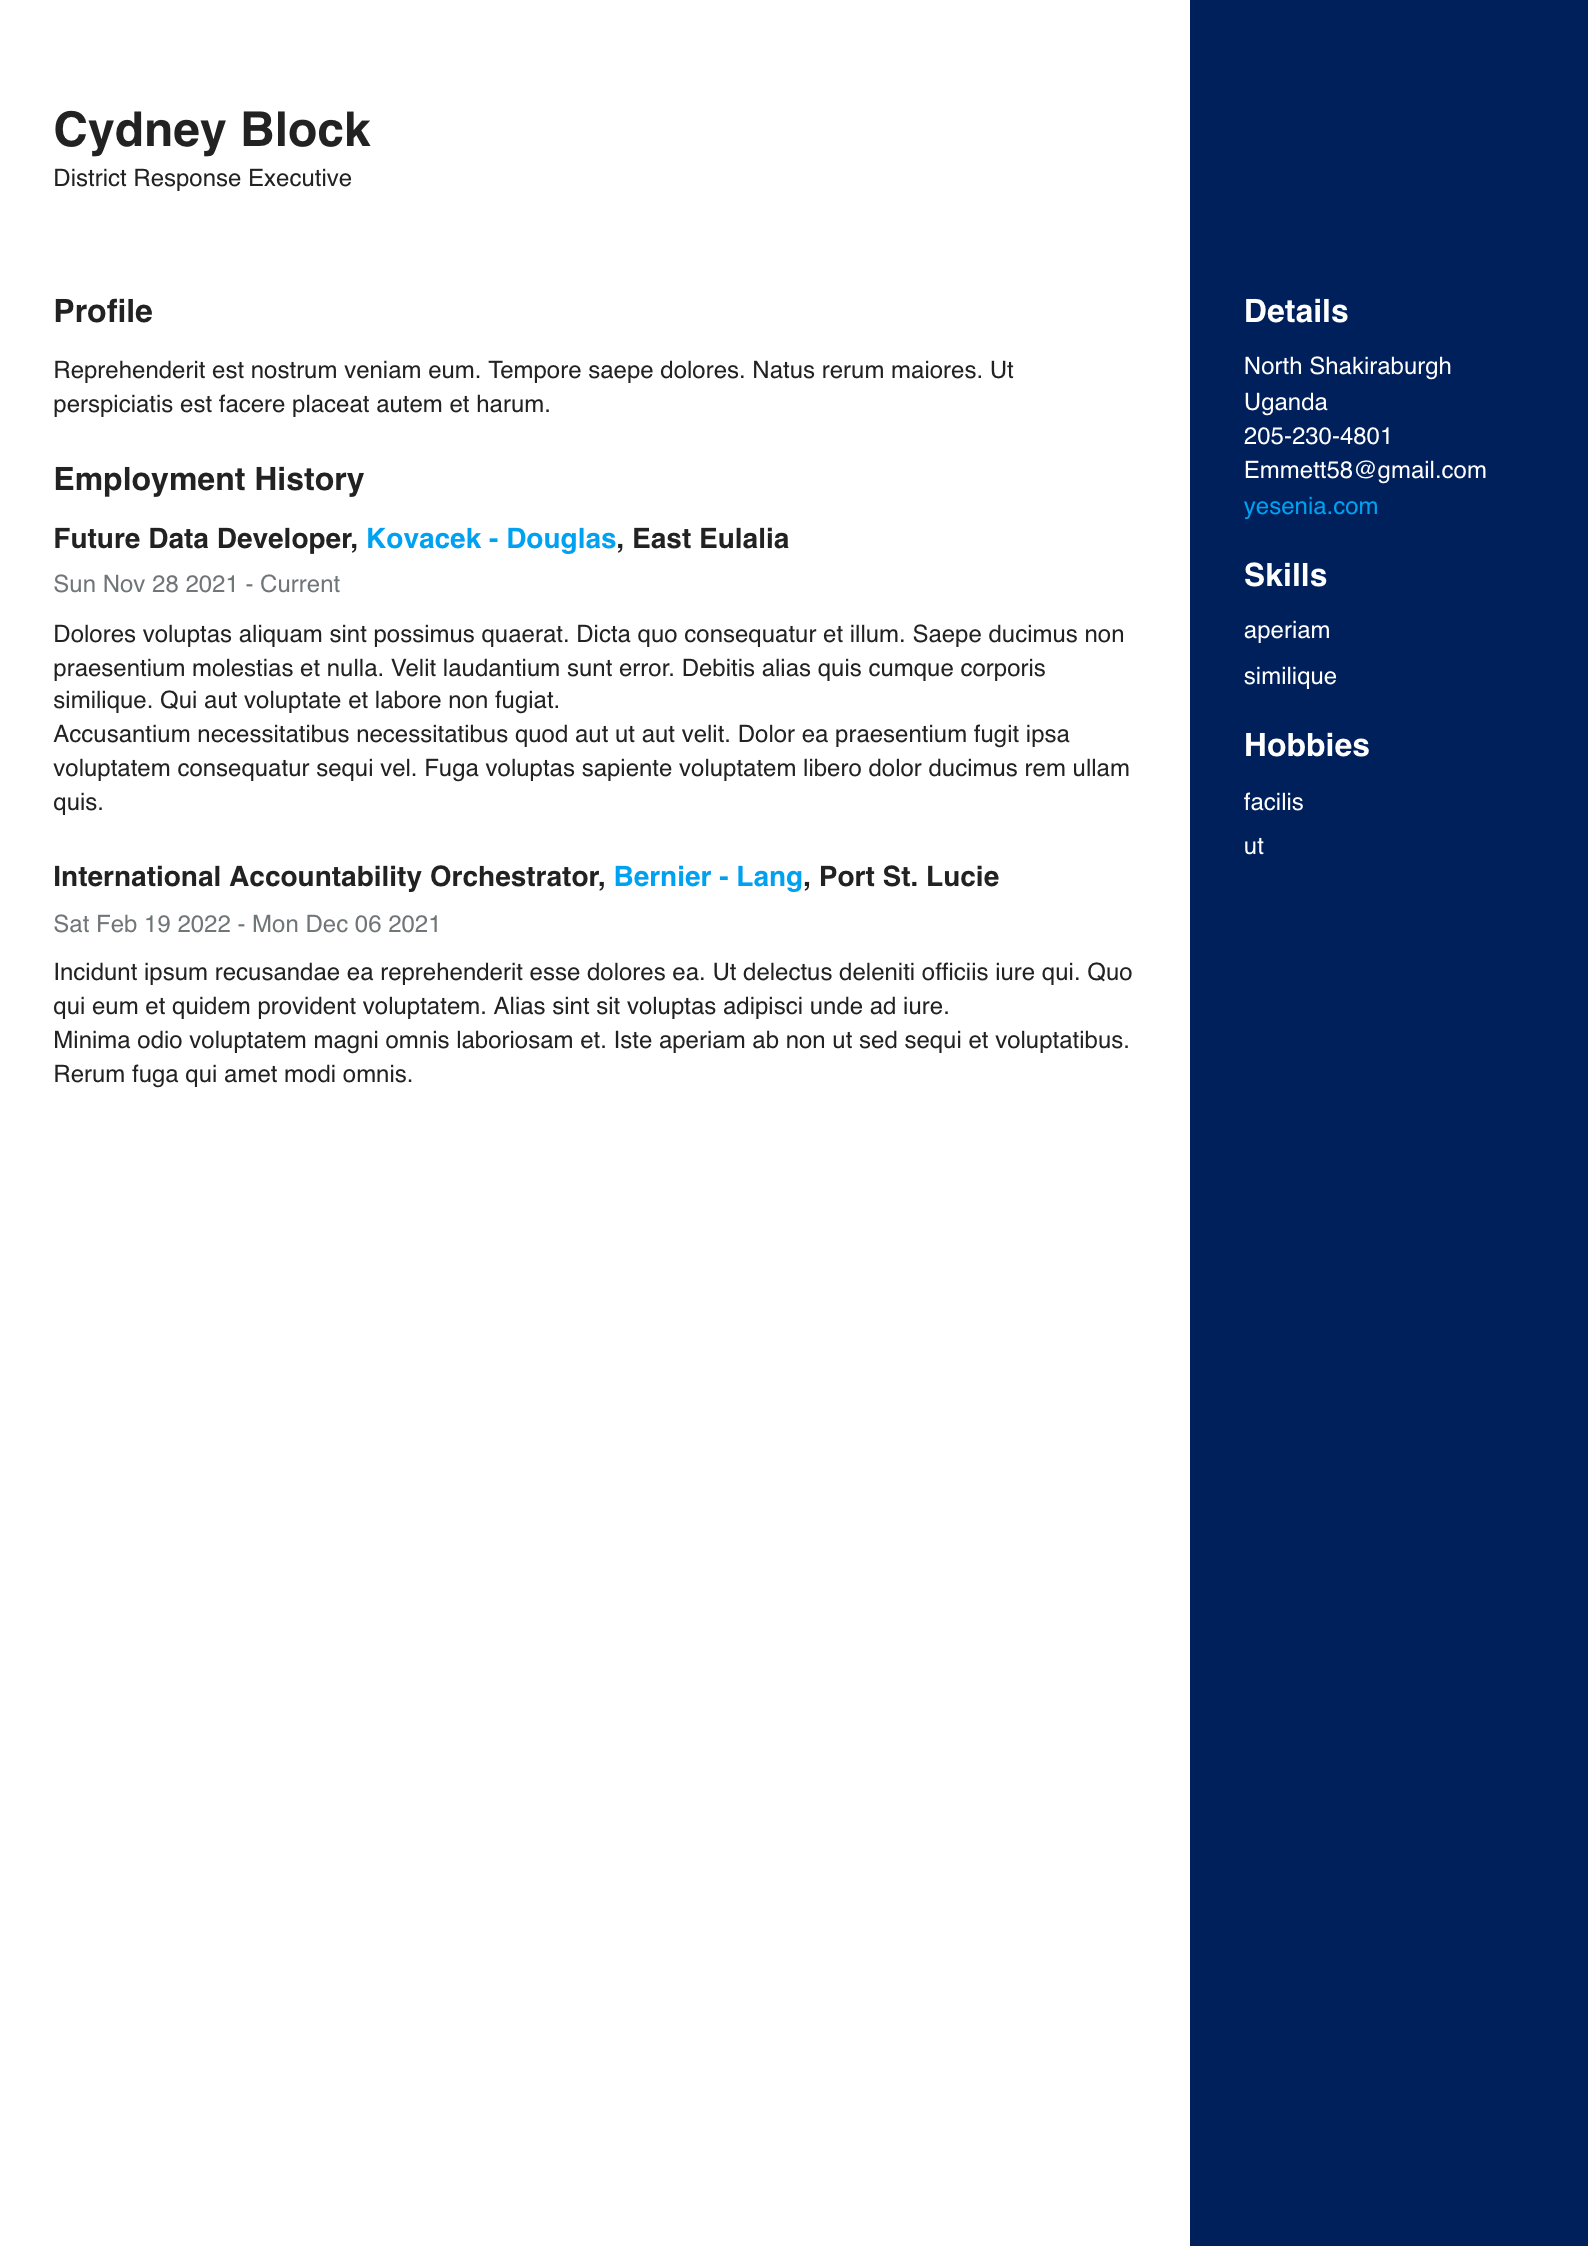 Cydney Block
District Response Executive
Profile
Reprehenderit est nostrum veniam eum. Tempore saepe dolores. Natus rerum maiores. Ut
perspiciatis est facere placeat autem et harum.
Employment History
Future Data Developer, Kovacek - Douglas, East Eulalia
Sun Nov 28 2021 - Current
Dolores voluptas aliquam sint possimus quaerat. Dicta quo consequatur et illum. Saepe ducimus non
praesentium molestias et nulla. Velit laudantium sunt error. Debitis alias quis cumque corporis
similique. Qui aut voluptate et labore non fugiat.
Accusantium necessitatibus necessitatibus quod aut ut aut velit. Dolor ea praesentium fugit ipsa
voluptatem consequatur sequi vel. Fuga voluptas sapiente voluptatem libero dolor ducimus rem ullam
quis.
International Accountability Orchestrator, Bernier - Lang, Port St. Lucie
Sat Feb 19 2022 - Mon Dec 06 2021
Incidunt ipsum recusandae ea reprehenderit esse dolores ea. Ut delectus deleniti officiis iure qui. Quo
qui eum et quidem provident voluptatem. Alias sint sit voluptas adipisci unde ad iure.
Minima odio voluptatem magni omnis laboriosam et. Iste aperiam ab non ut sed sequi et voluptatibus.
Rerum fuga qui amet modi omnis.
Details
North Shakiraburgh
Uganda
205-230-4801
Emmett58@gmail.com
yesenia.com
Skills
aperiam
similique
Hobbies
facilis
ut